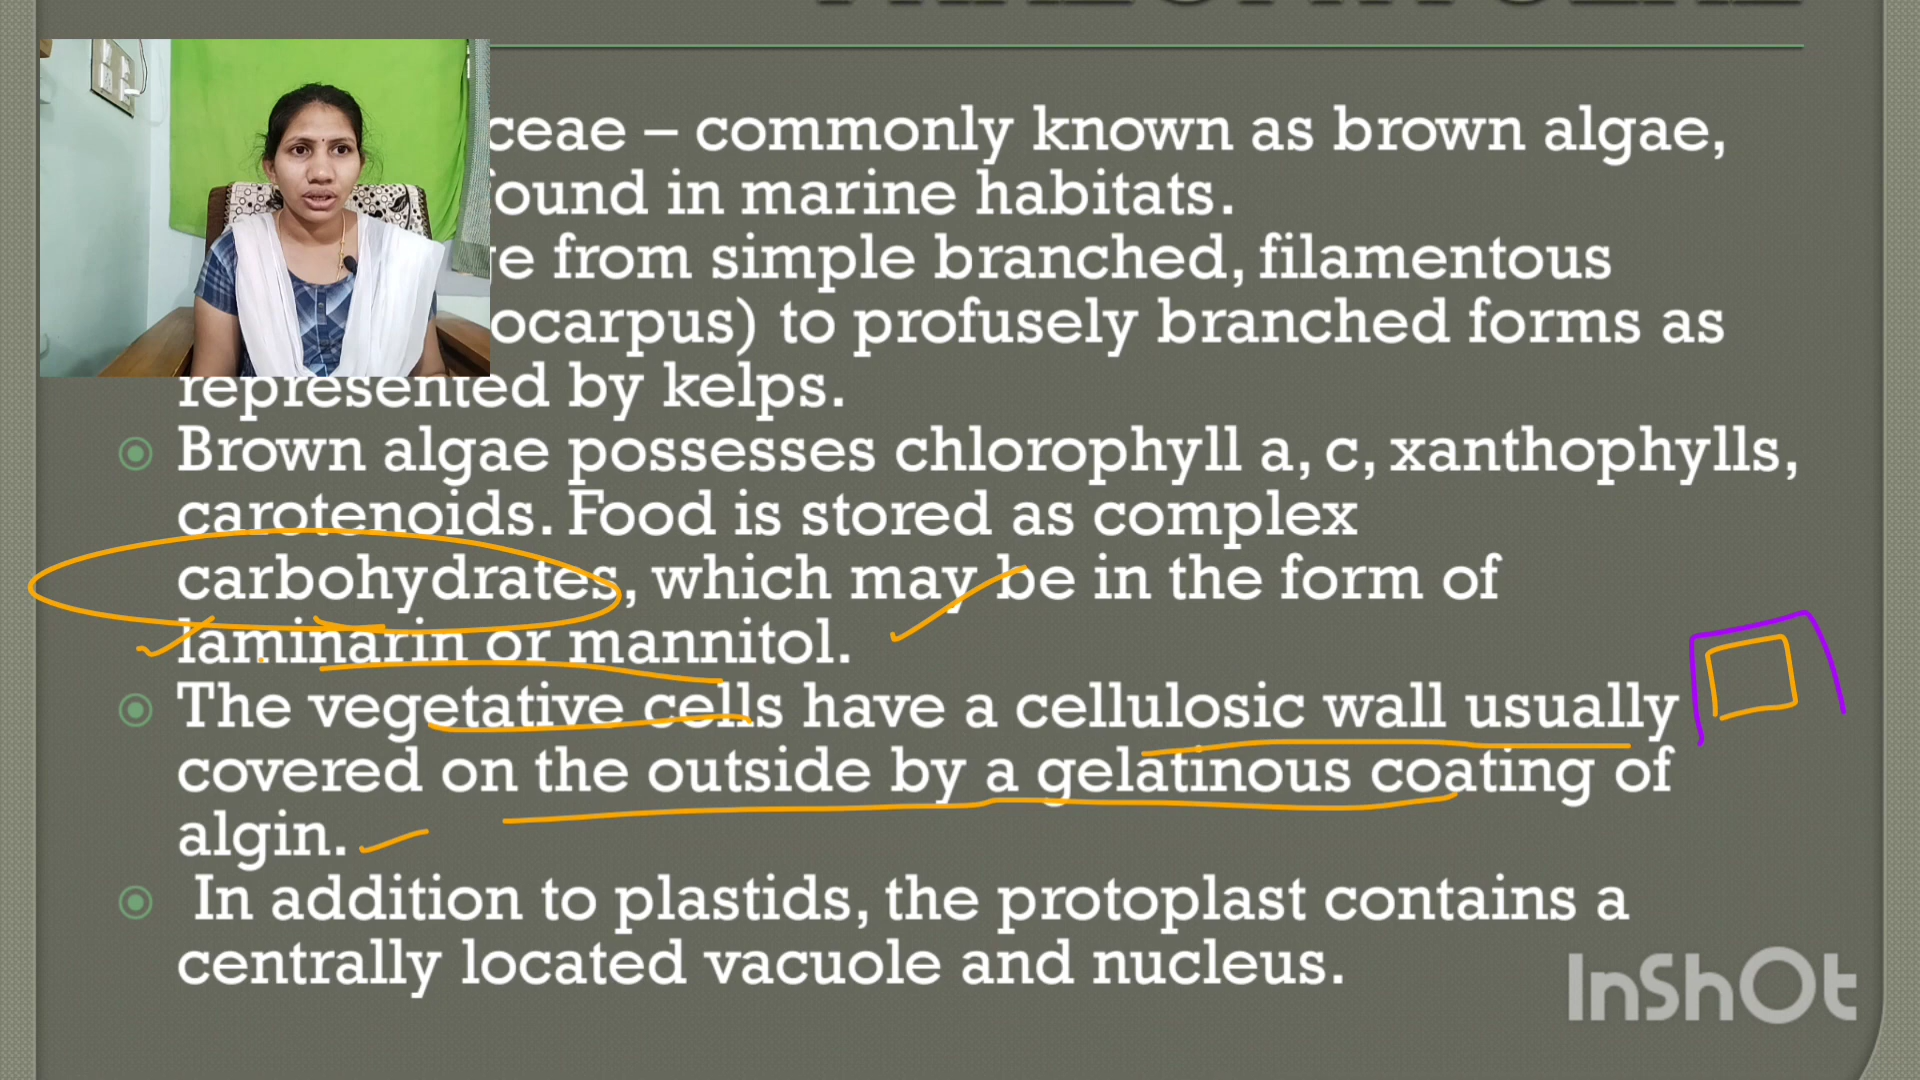 ceae – commonly known as brown algae,
found in marine habitats.
from simple branched, filamentous
ocarpus) to profusely branched forms as
represented by kelps.
Brown algae possesses chlorophyll a, c, xanthophylls,
carotenoids. Food is stored as complex
carbohydrates, which may be in the form of
laminarin or mannitol.
The vegetative cells have a cellulosic wall usually
covered on the outside by a gelatinous coating of
algin.
In addition to plastids, the protoplast contains a
centrally located vacuole and nucleus.
InShOt